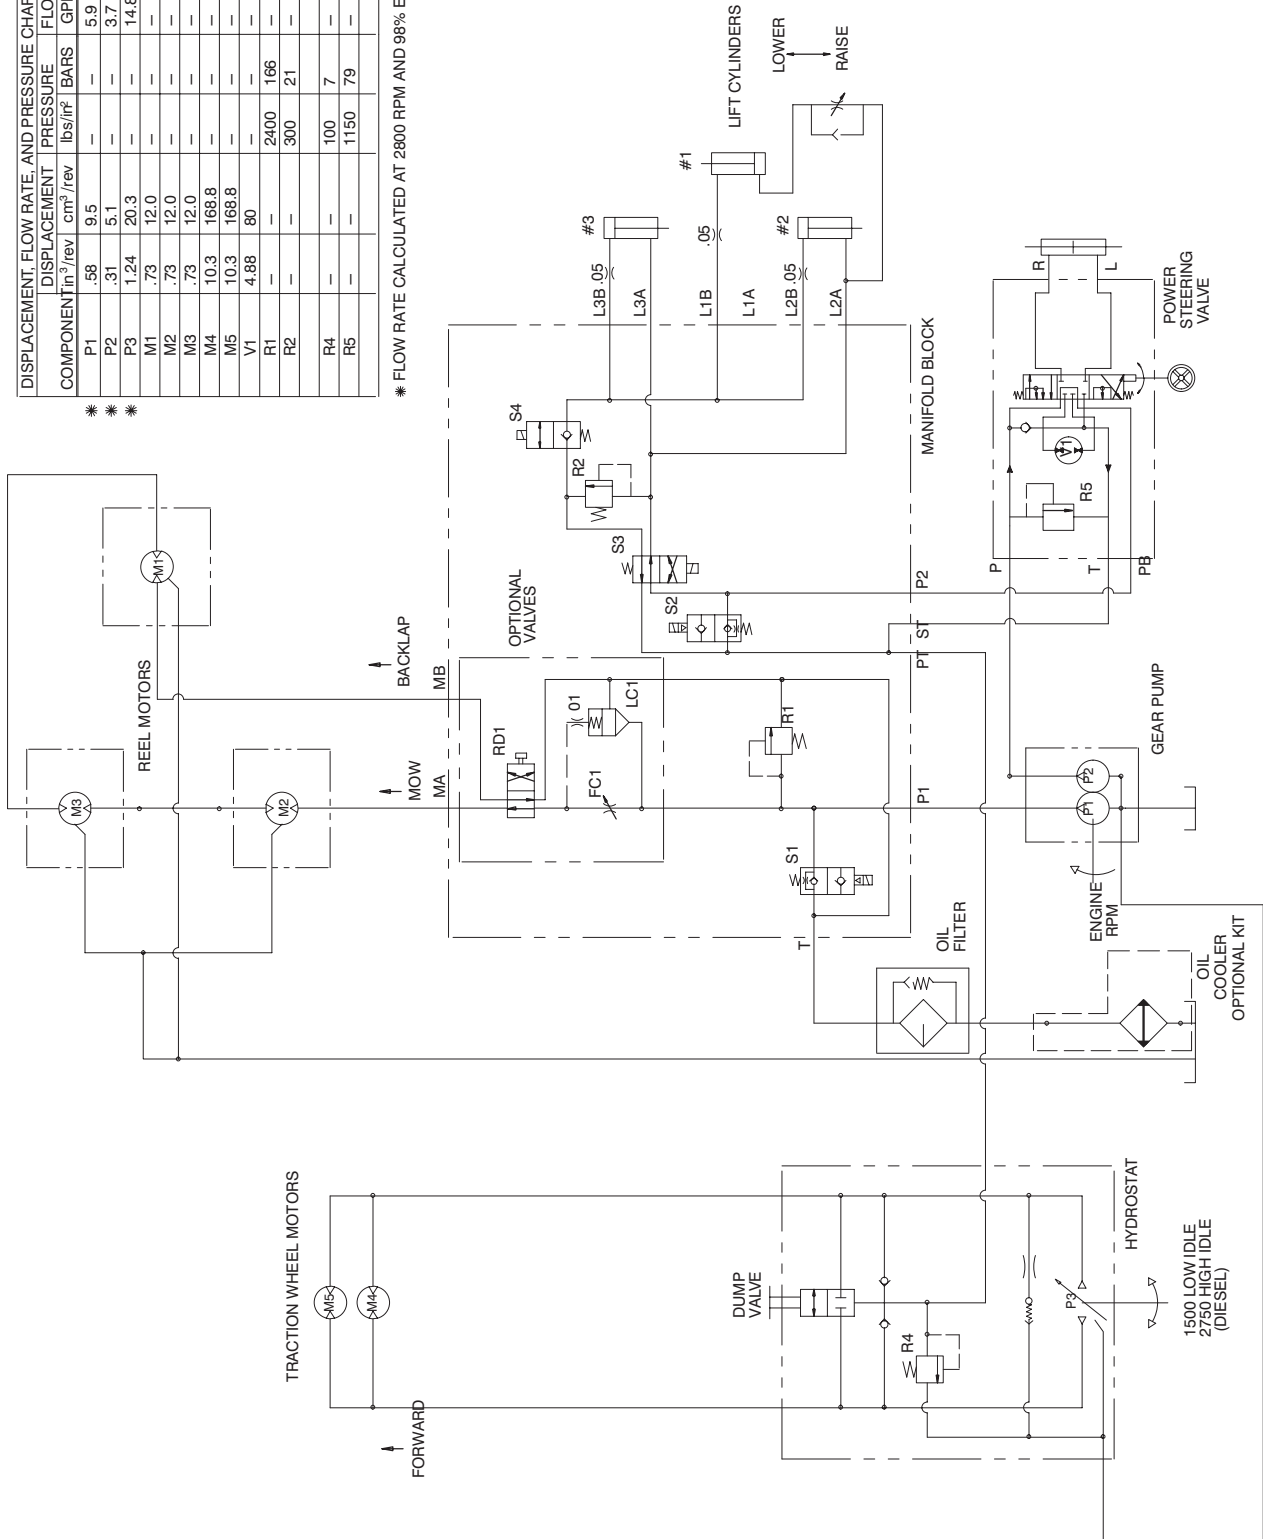 DISPLACEMENT, FLOW RATE, AND PRESSURE
DISPLACEMENT PRESSURE
COMPONENT in³/rev cm³/rev lbs/in² BARS
* P1 .58 9.5 – – 5.9
* P2 .31 5.1 – – 3.7
* P3 1.24 20.3 – –
M1 .73 12.0 – – –
M2 .73 12.0 – – –
M3 .73 12.0 – – –
M4 10.3 168.8 – – –
M5 10.3 168.8 – – –
V1 4.88 80 – – –
R1 – – 2400 166 –
R2 – – 300 21 –
R4 – – 100 7 –
R5 – – 1150 79 –
* FLOW RATE CALCULATED AT 2800 RPM AND 98%
LIFT CYLINDERS
LOWER
RAISE
#1
#2
#3
.05
.05
.05
L3B
L3A
L1B
L1A
L2B
L2A
MANIFOLD BLOCK
S4
R2
S3
S2
P2
ST
PT
R
L
POWER
STEERING
VALVE
V1
R5
P
T
PB
REEL MOTORS
M1
M2
M3
BACKLAP
MB
MOW
MA
OPTIONAL
VALVES
RD1
01
LC1
FC1
R1
P1
S1
T
GEAR PUMP
P2
P1
ENGINE
RPM
OIL
FILTER
OIL
COOLER
OPTIONAL KIT
TRACTION WHEEL MOTORS
M5
M4
FORWARD
DUMP
VALVE
R4
P3
HYDROSTAT
1500 LOW IDLE
2750 HIGH IDLE
(DIESEL)